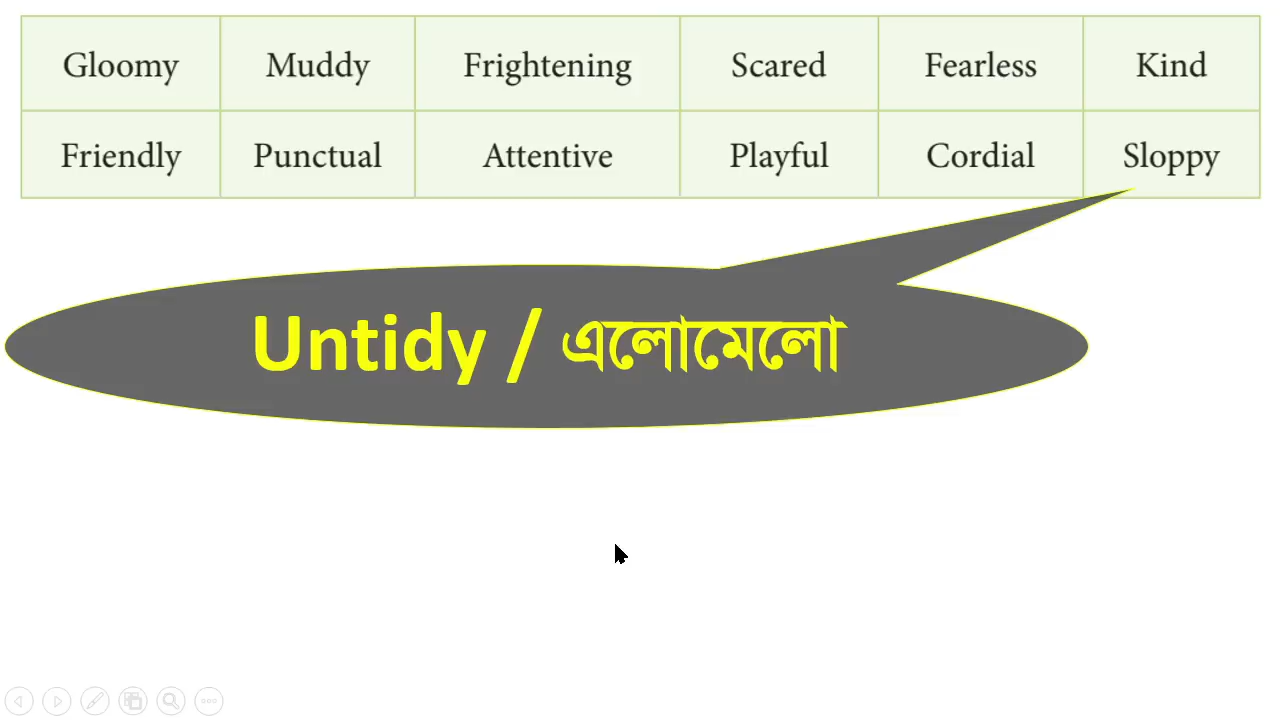 Gloomy Muddy Frightening Scared Fearless Kind
Friendly Punctual Attentive Playful Cordial Sloppy
Untidy / এলোমেলো